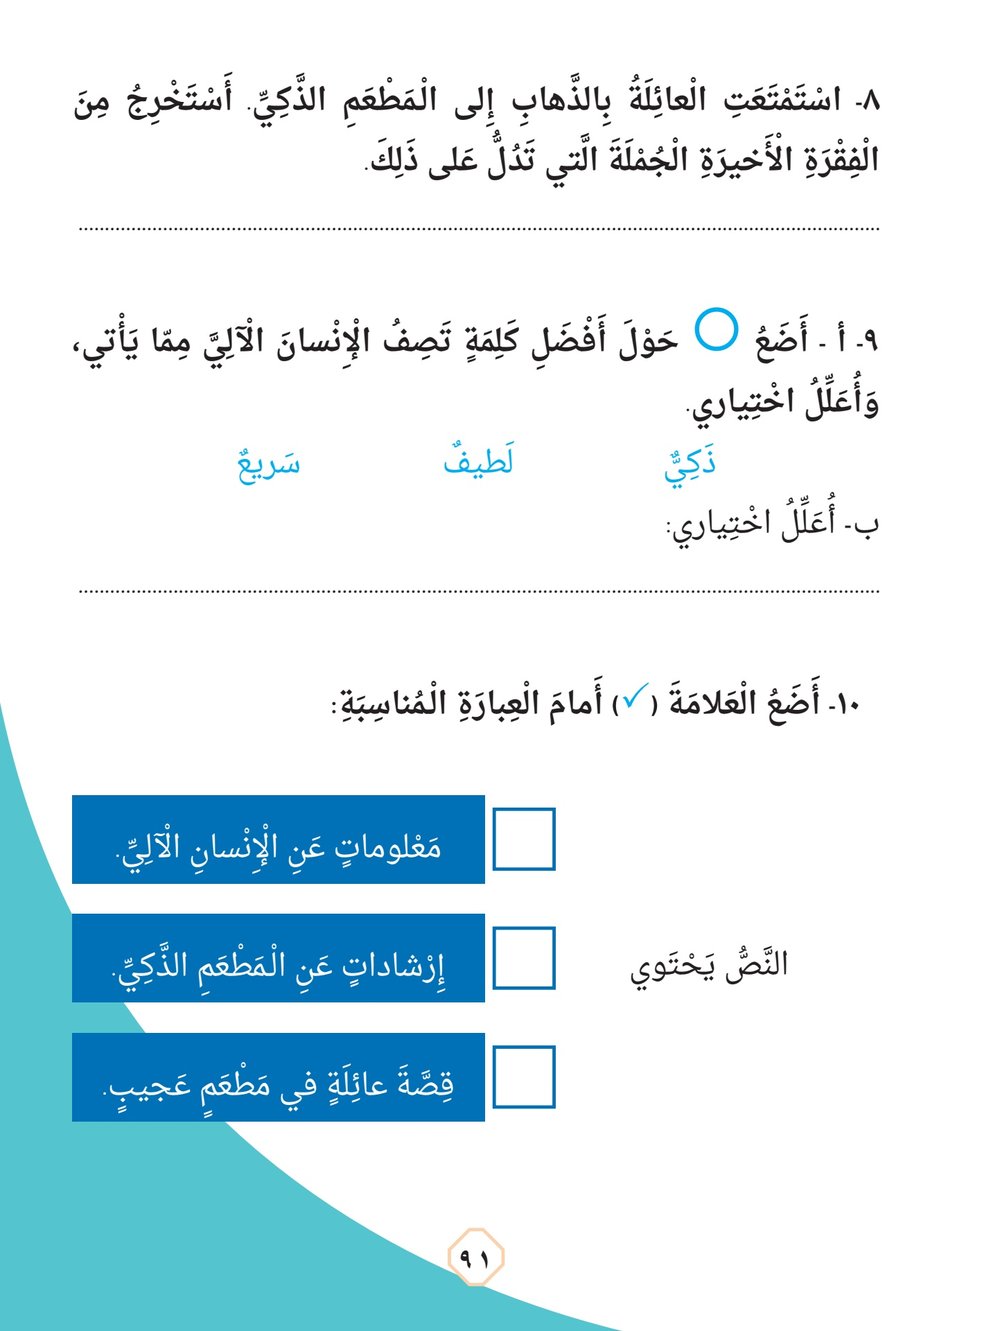 ٨- اسْتَمْتَعَتِ الْعائِلَةُ بِالذَّهابِ إِلى الْمَطْعَمِ الذَّكِيِّ. أَسْتَخْرِجُ مِنَ
الْفِقْرَةِ الْأَخيرَةِ الْجُمْلَةَ الَّتي تَدُلُّ عَلى ذَلِكَ.
٩- أ - أَضَعُ حَوْلَ أَفْضَلِ كَلِمَةٍ تَصِفُ الْإِنْسانَ الْآلِيَّ مِمّا يَأْتي،
وَأُعَلِّلُ اخْتِياري.
ذَكِيٌّ لَطيفٌ سَريعٌ
ب- أُعَلِّلُ اخْتِياري:
١٠- أَضَعُ الْعَلامَةَ (✓) أَمامَ الْعِبارَةِ الْمُناسِبَةِ:
مَعْلوماتٍ عَنِ الْإِنْسانِ الْآلِيِّ.
النَّصُّ يَحْتَوي
إِرْشاداتٍ عَنِ الْمَطْعَمِ الذَّكِيِّ.
قِصَّةَ عائِلَةٍ في مَطْعَمٍ عَجيبٍ.
٩١